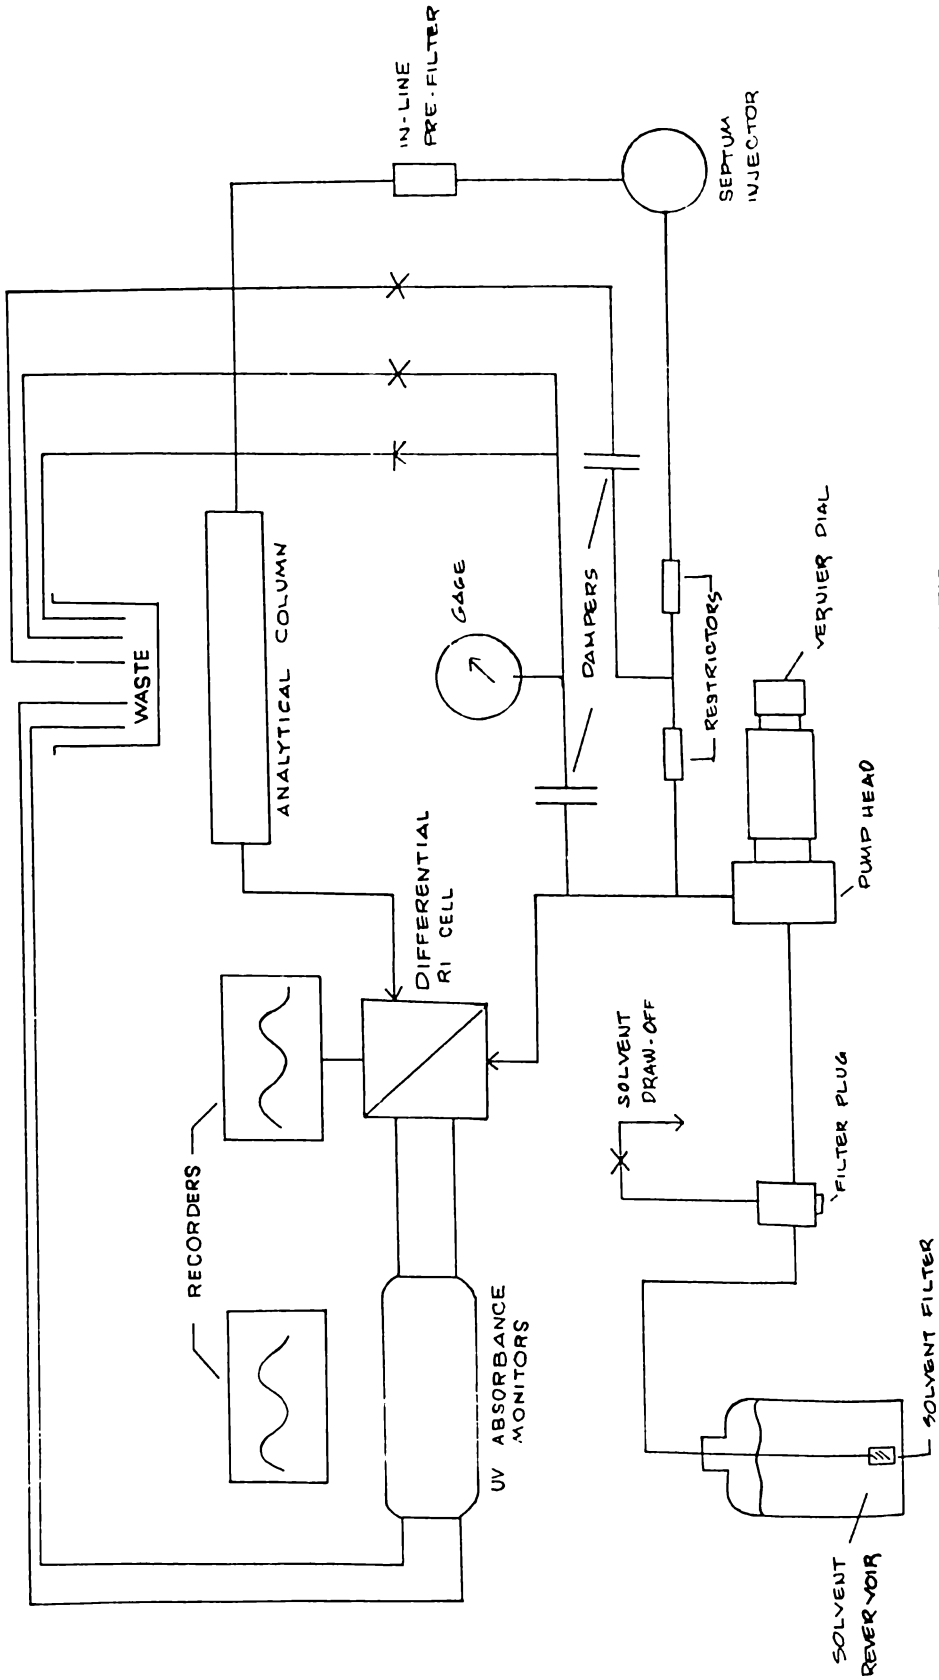 IN-LINE
PRE-FILTER
SEPTUM
INJECTOR
WASTE
ANALYTICAL COLUMN
GAGE
DAMPERS
RESTRICTORS
VERNIER DIAL
PUMP HEAD
DIFFERENTIAL
RI CELL
RECORDERS
SOLVENT
DRAW-OFF
FILTER PLUG
UV ABSORBANCE
MONITORS
SOLVENT FILTER
SOLVENT
REVERVOIR